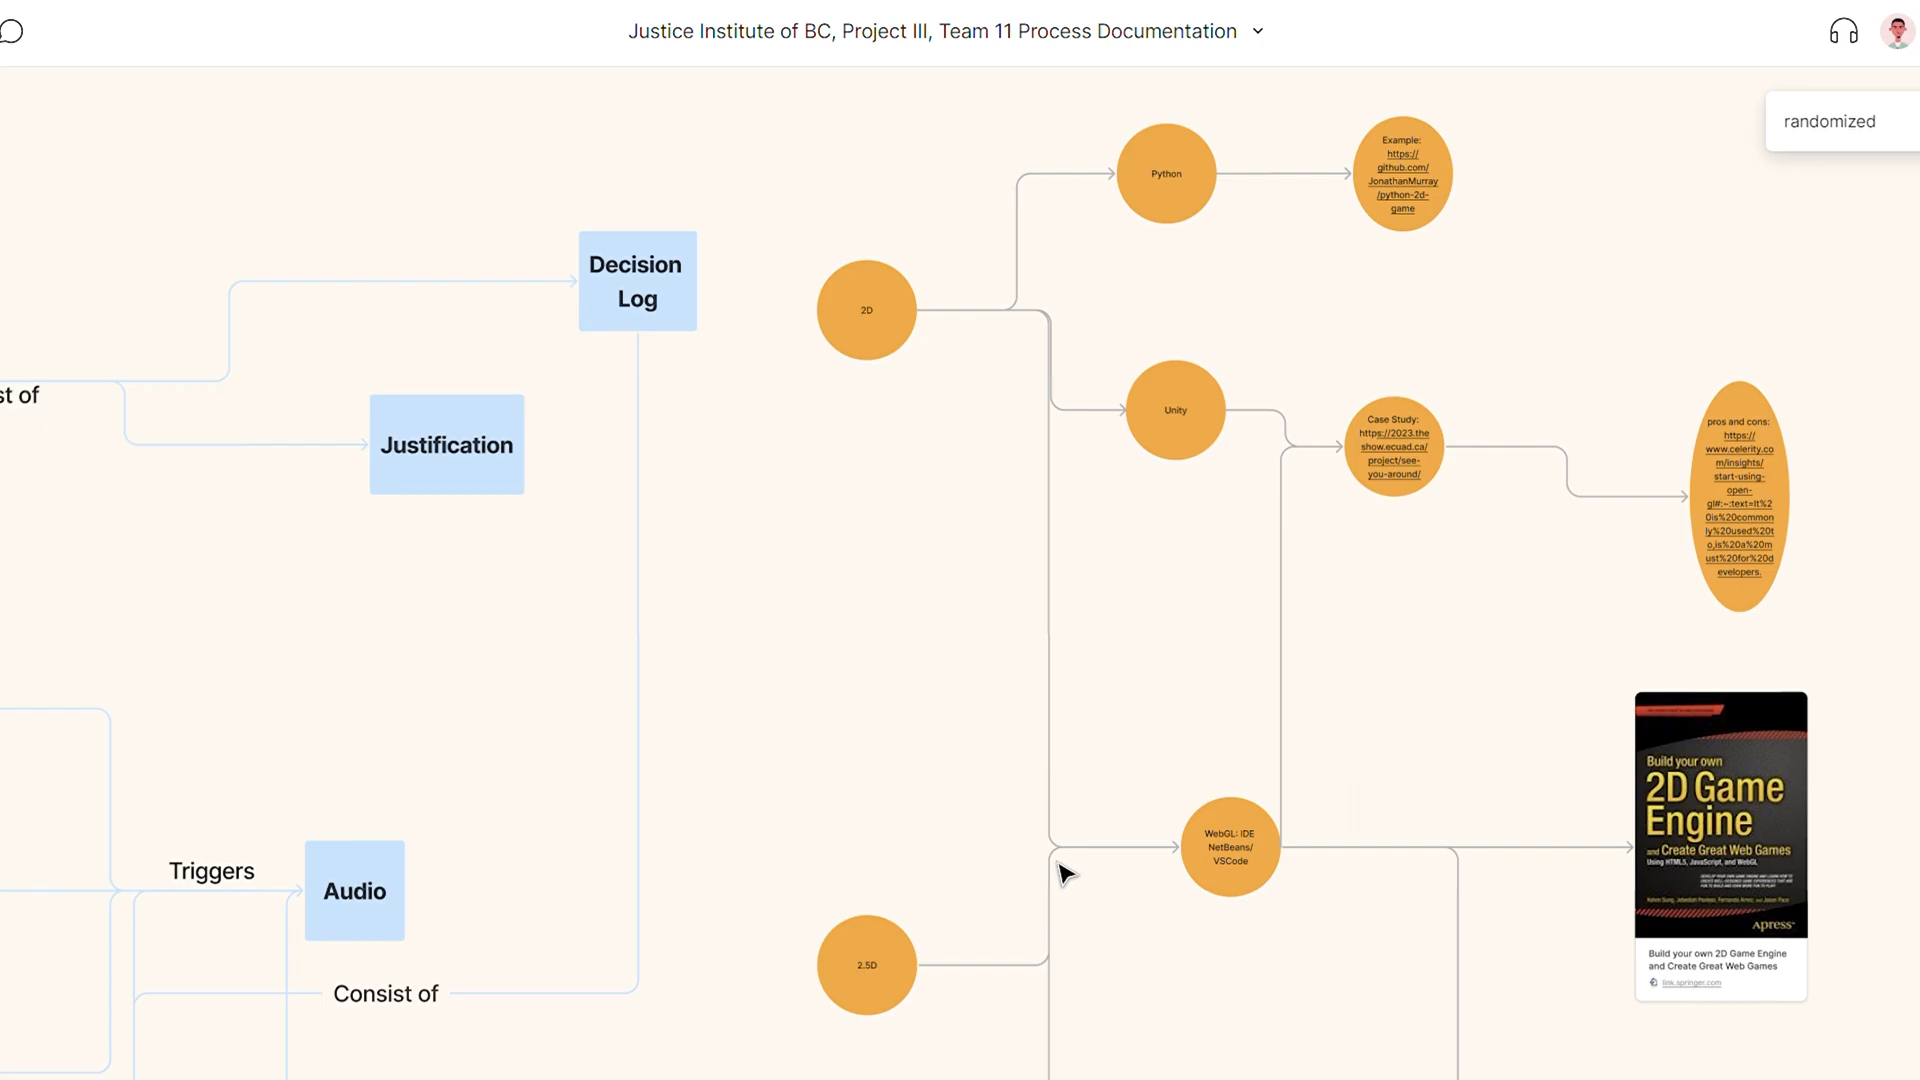 Justice Institute of BC, Project III, Team 11 Process Documentation
randomized
Python
Example:
https://
github.com/
JonathanMurray
/python-2d-
game
Decision
Log
2D
st of
Justification
Unity
Case Study:
https://2023.the
show.ecuad.ca/
project/see-
you-around/
pros and cons:
https://
www.celerity.co
m/insights/
start-using-
open-
gl#:~:text=It%2
0is%20common
ly%20used%20t
o,is%20a%20m
ust%20for%20d
evelopers.
Build your own
2D Game
Engine
and Create Great Web Games
Using HTML5, JavaScript, and WebGL
Apress
WebGL: IDE
NetBeans/
VSCode
Triggers
Audio
2.5D
Consist of
Build your own 2D Game Engine
and Create Great Web Games
link.springer.com